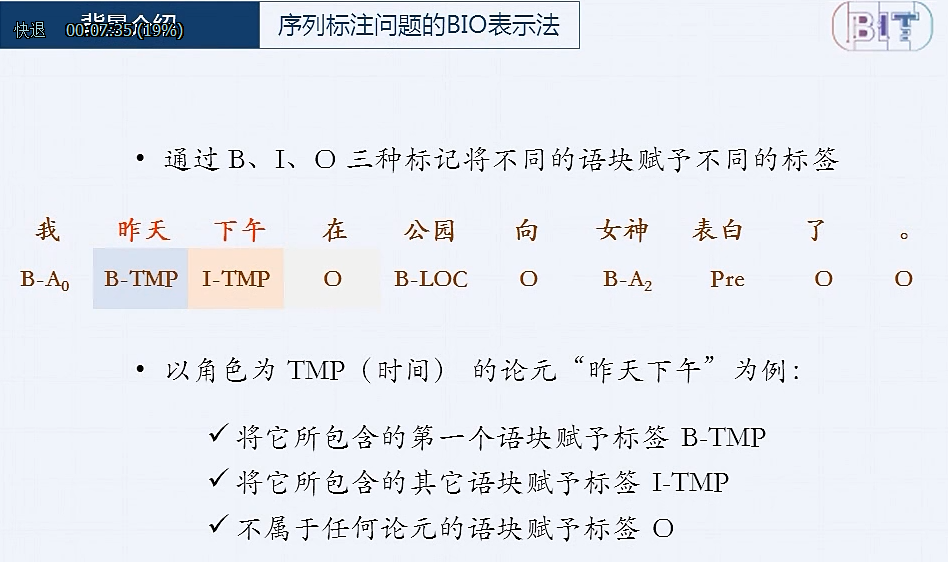 快退 00:07:35/(19%)
背景介绍
序列标注问题的BIO表示法
BIT
• 通过 B、I、O 三种标记将不同的语块赋予不同的标签
我 昨天 下午 在 公园 向 女神 表白 了 。
B-A0 B-TMP I-TMP O B-LOC O B-A2 Pre O O
• 以角色为 TMP（时间） 的论元“昨天下午”为例：
✓ 将它所包含的第一个语块赋予标签 B-TMP
✓ 将它所包含的其它语块赋予标签 I-TMP
✓ 不属于任何论元的语块赋予标签 O